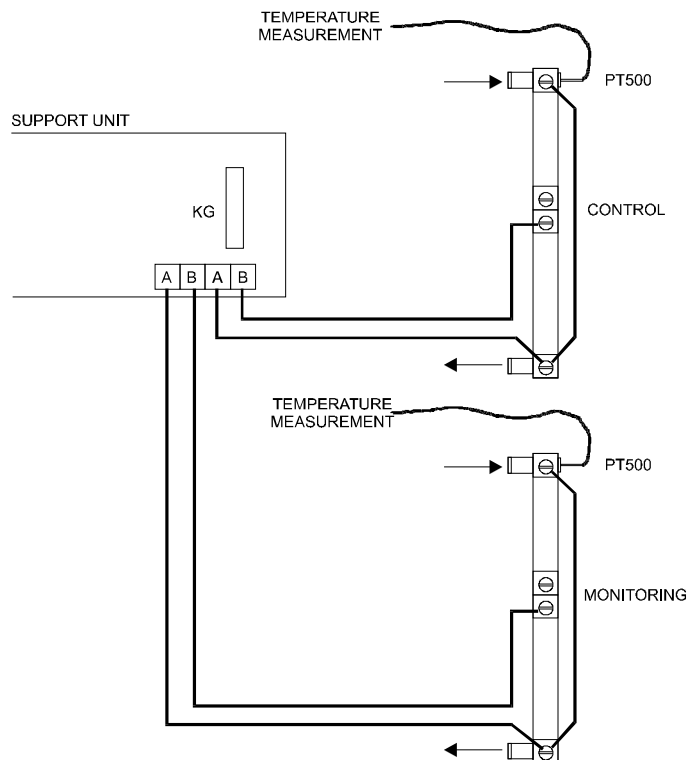 TEMPERATURE
MEASUREMENT
PT500
SUPPORT UNIT
KG
CONTROL
A B A B
TEMPERATURE
MEASUREMENT
PT500
MONITORING